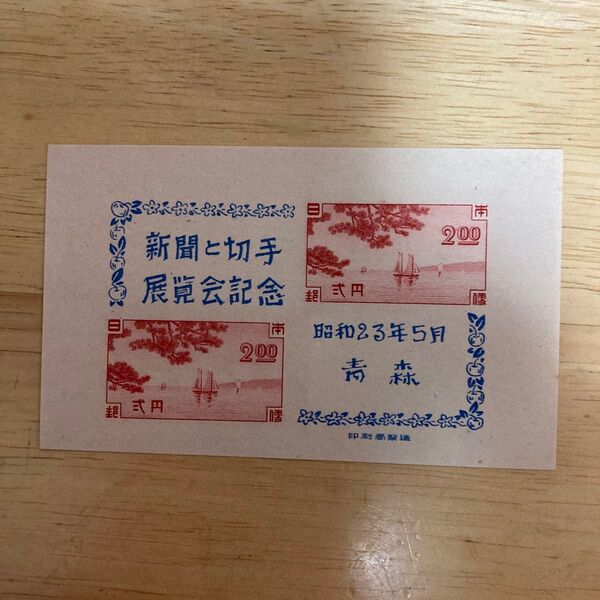 新聞と切手
展覧会記念
日本
2.00
弐円
郵便
昭和23年5月
青森
日本
2.00
弐円
郵便
印刷局製造